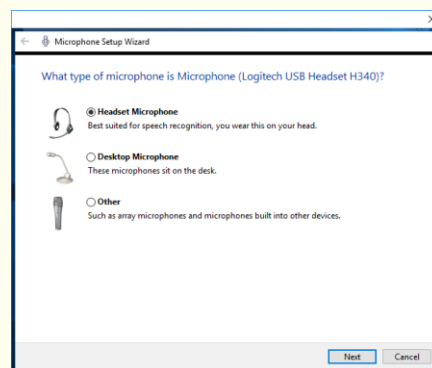 Microphone Setup Wizard
What type of microphone is Microphone (Logitech USB Headset H340)?
Headset Microphone
Best suited for speech recognition, you wear this on your head.
Desktop Microphone
These microphones sit on the desk.
Other
Such as array microphones and microphones built into other devices.
Next Cancel